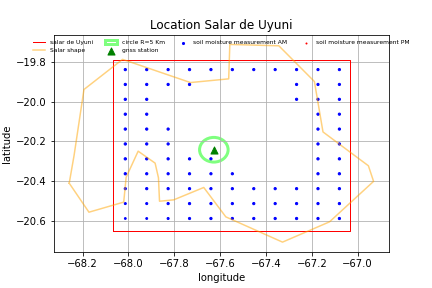 Location Salar de Uyuni
salar de Uyuni circle R=5 Km soil moisture measurement AM soil moisture measurement PM
Salar shape gnss station
−19.8
−20.0
−20.2
−20.4
−20.6
latitude
−68.2 −68.0 −67.8 −67.6 −67.4 −67.2 −67.0
longitude